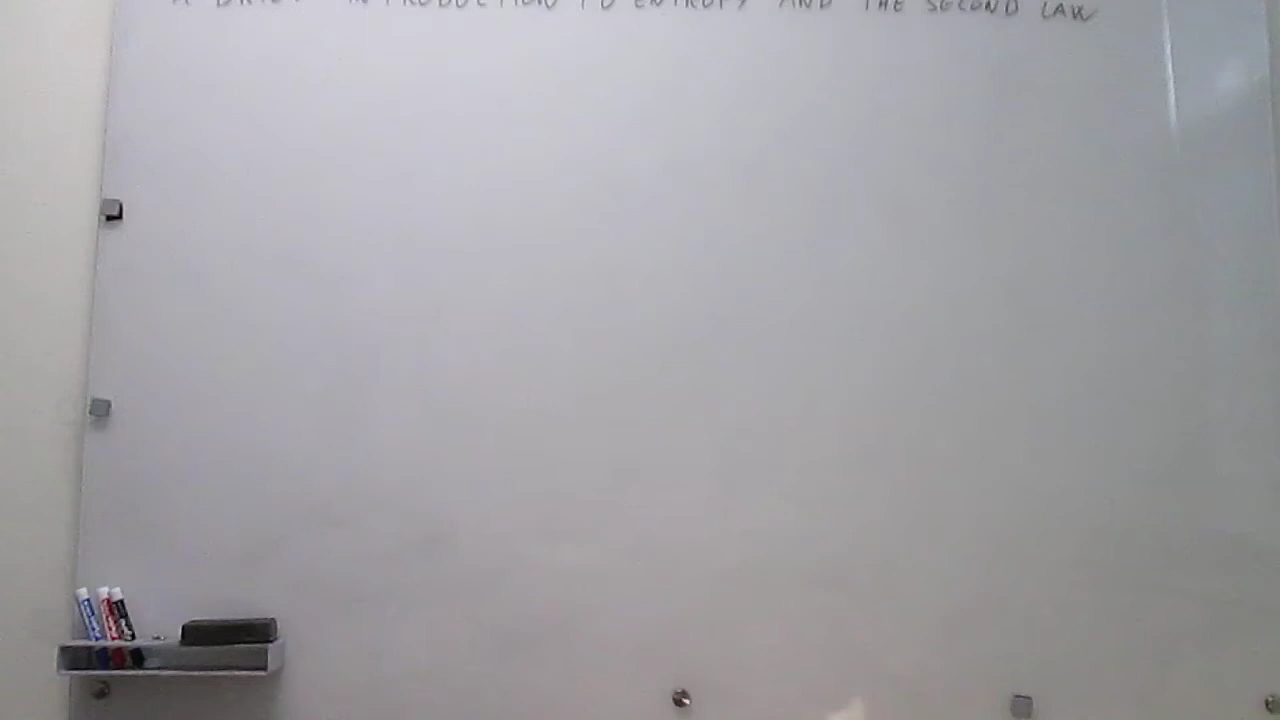 A BRIEF INTRODUCTION TO ENTROPY AND THE SECOND LAW